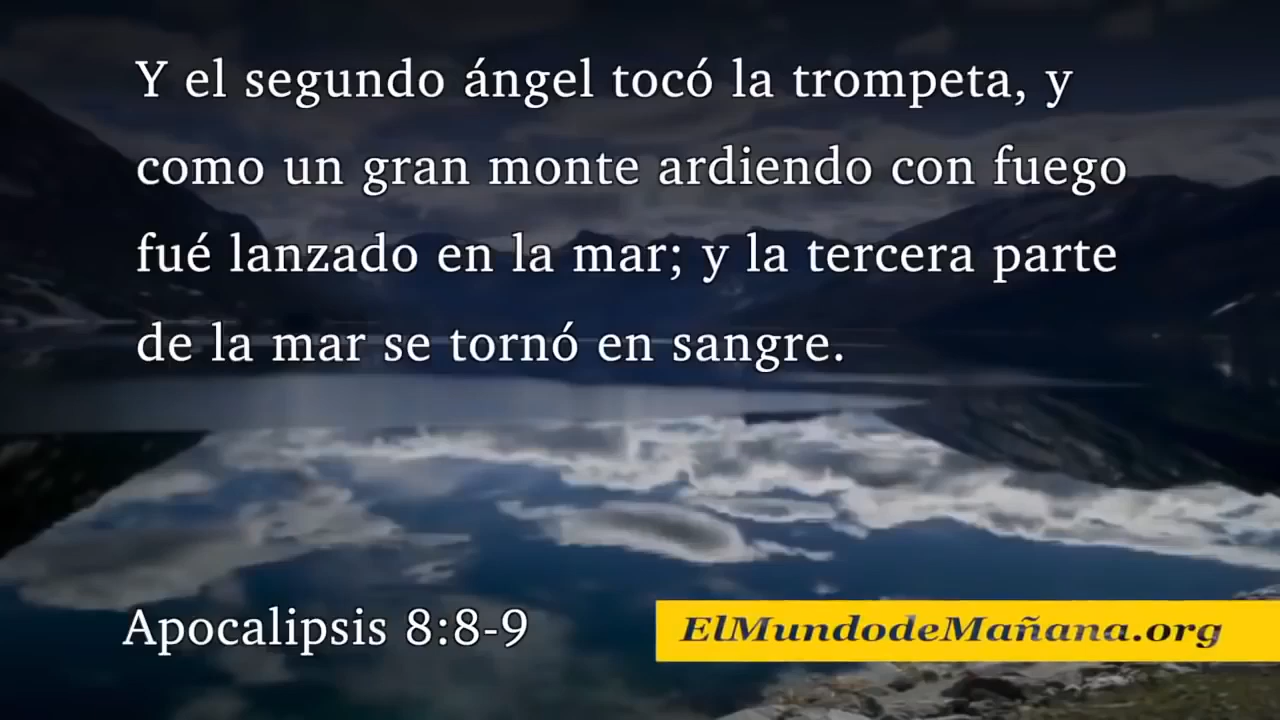 Y el segundo ángel tocó la trompeta, y
como un gran monte ardiendo con fuego
fué lanzado en la mar; y la tercera parte
de la mar se tornó en sangre.
Apocalipsis 8:8-9
ElMundodeMañana.org